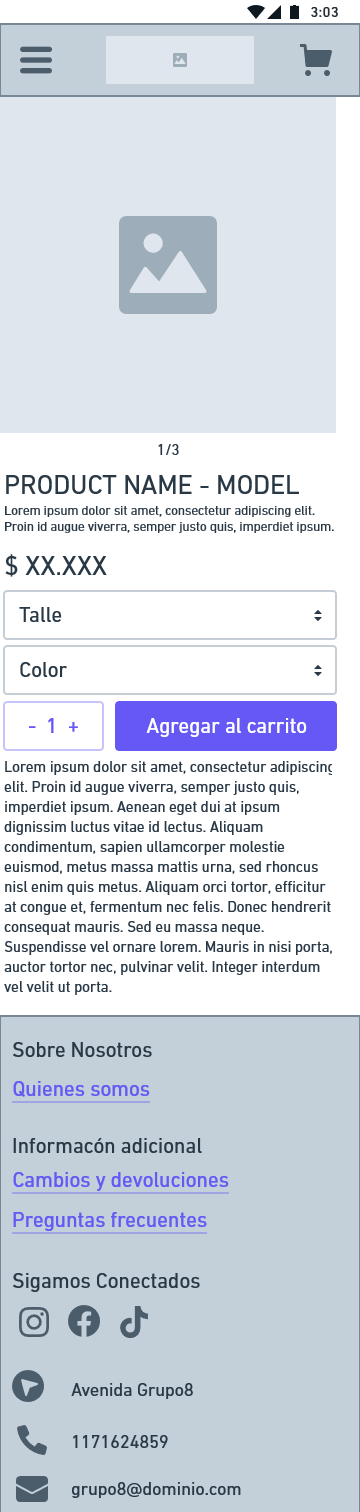 3:03
1/3
PRODUCT NAME - MODEL
Lorem ipsum dolor sit amet, consectetur adipiscing elit.
Proin id augue viverra, semper justo quis, imperdiet ipsum.
$ XX.XXX
Talle
Color
- 1 +
Agregar al carrito
Lorem ipsum dolor sit amet, consectetur adipiscing
elit. Proin id augue viverra, semper justo quis,
imperdiet ipsum. Aenean eget dui at ipsum
dignissim luctus vitae id lectus. Aliquam
condimentum, sapien ullamcorper molestie
euismod, metus massa mattis urna, sed rhoncus
nisl enim quis metus. Aliquam orci tortor, efficitur
at congue et, fermentum nec felis. Donec hendrerit
consequat mauris. Sed eu massa neque.
Suspendisse vel ornare lorem. Mauris in nisi porta,
auctor tortor nec, pulvinar velit. Integer interdum
vel velit ut porta.
Sobre Nosotros
Quienes somos
Informacón adicional
Cambios y devoluciones
Preguntas frecuentes
Sigamos Conectados
Avenida Grupo8
1171624859
grupo8@dominio.com